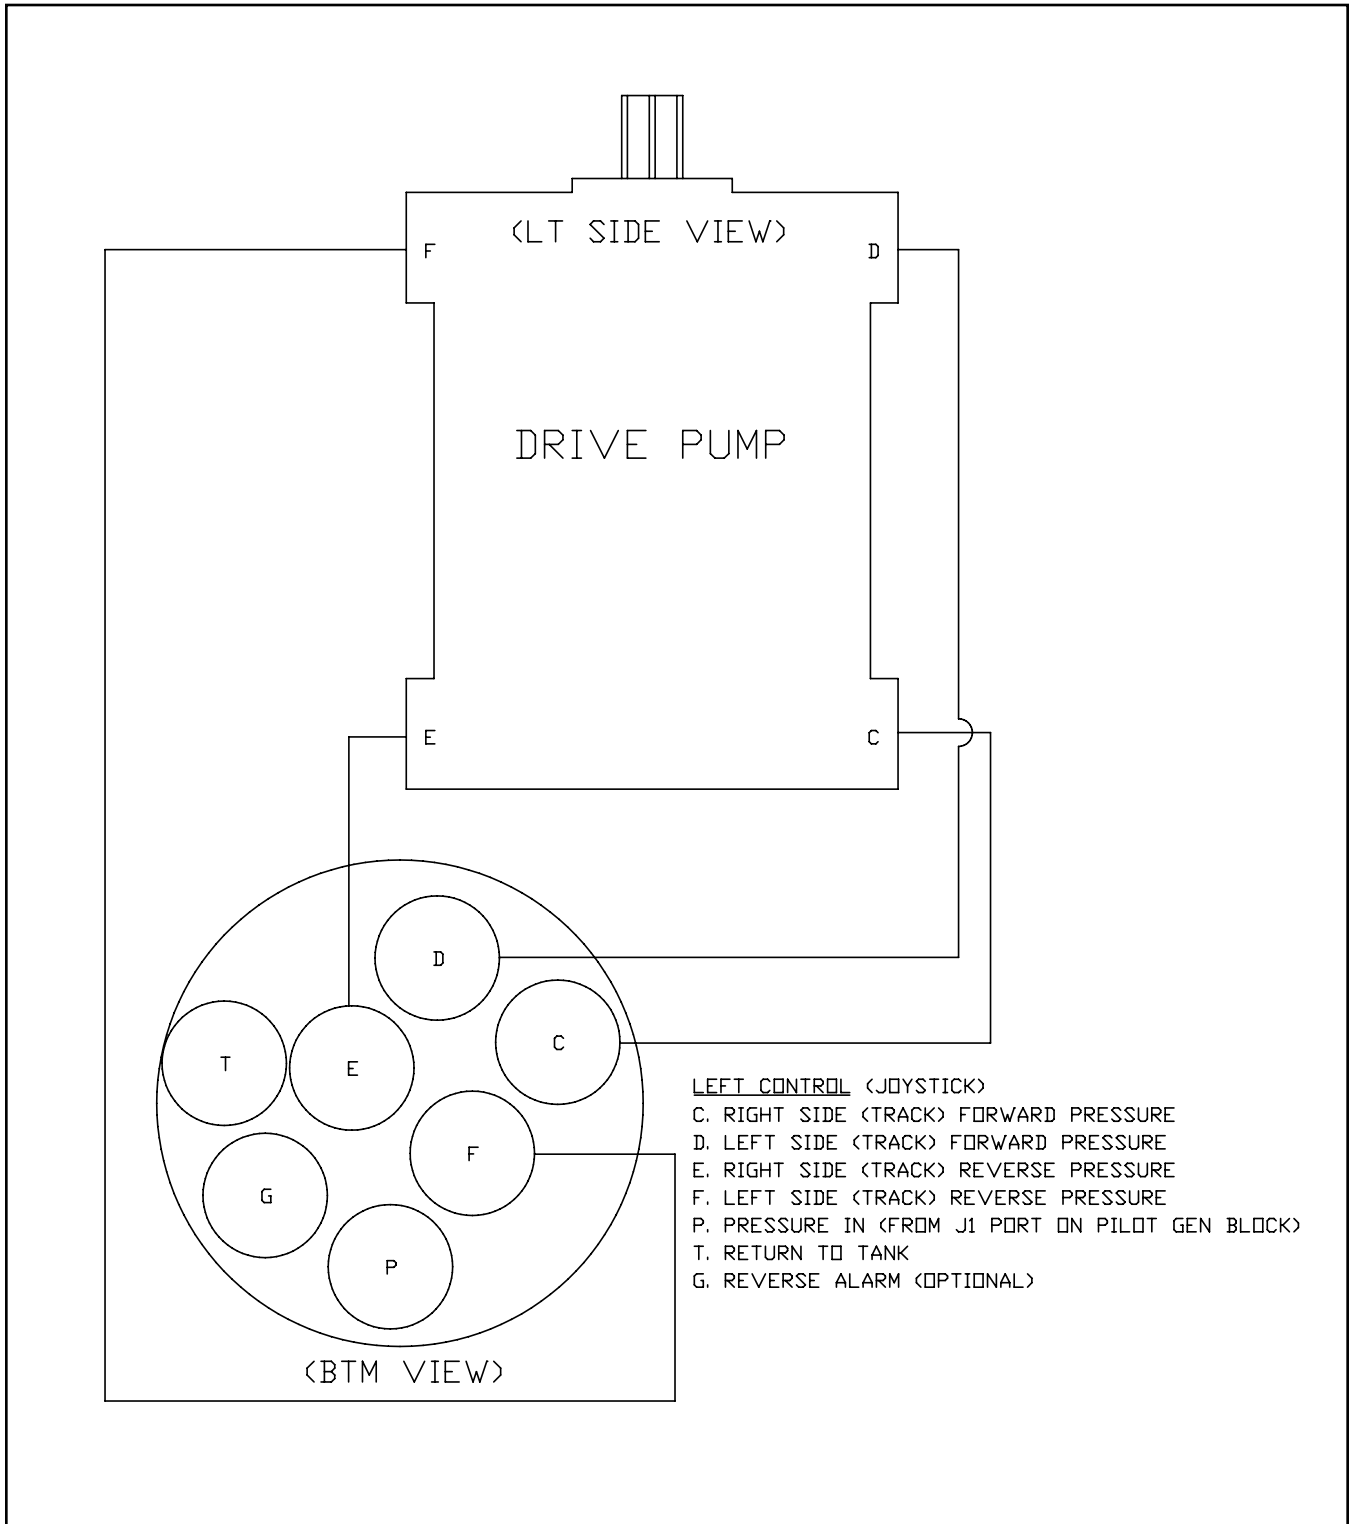 (LT SIDE VIEW)
F
D
DRIVE PUMP
E
C
D
C
T
E
F
G
P
(BTM VIEW)
LEFT CONTROL (JOYSTICK)
C. RIGHT SIDE (TRACK) FORWARD PRESSURE
D. LEFT SIDE (TRACK) FORWARD PRESSURE
E. RIGHT SIDE (TRACK) REVERSE PRESSURE
F. LEFT SIDE (TRACK) REVERSE PRESSURE
P. PRESSURE IN (FROM J1 PORT ON PILOT GEN BLOCK)
T. RETURN TO TANK
G. REVERSE ALARM (OPTIONAL)